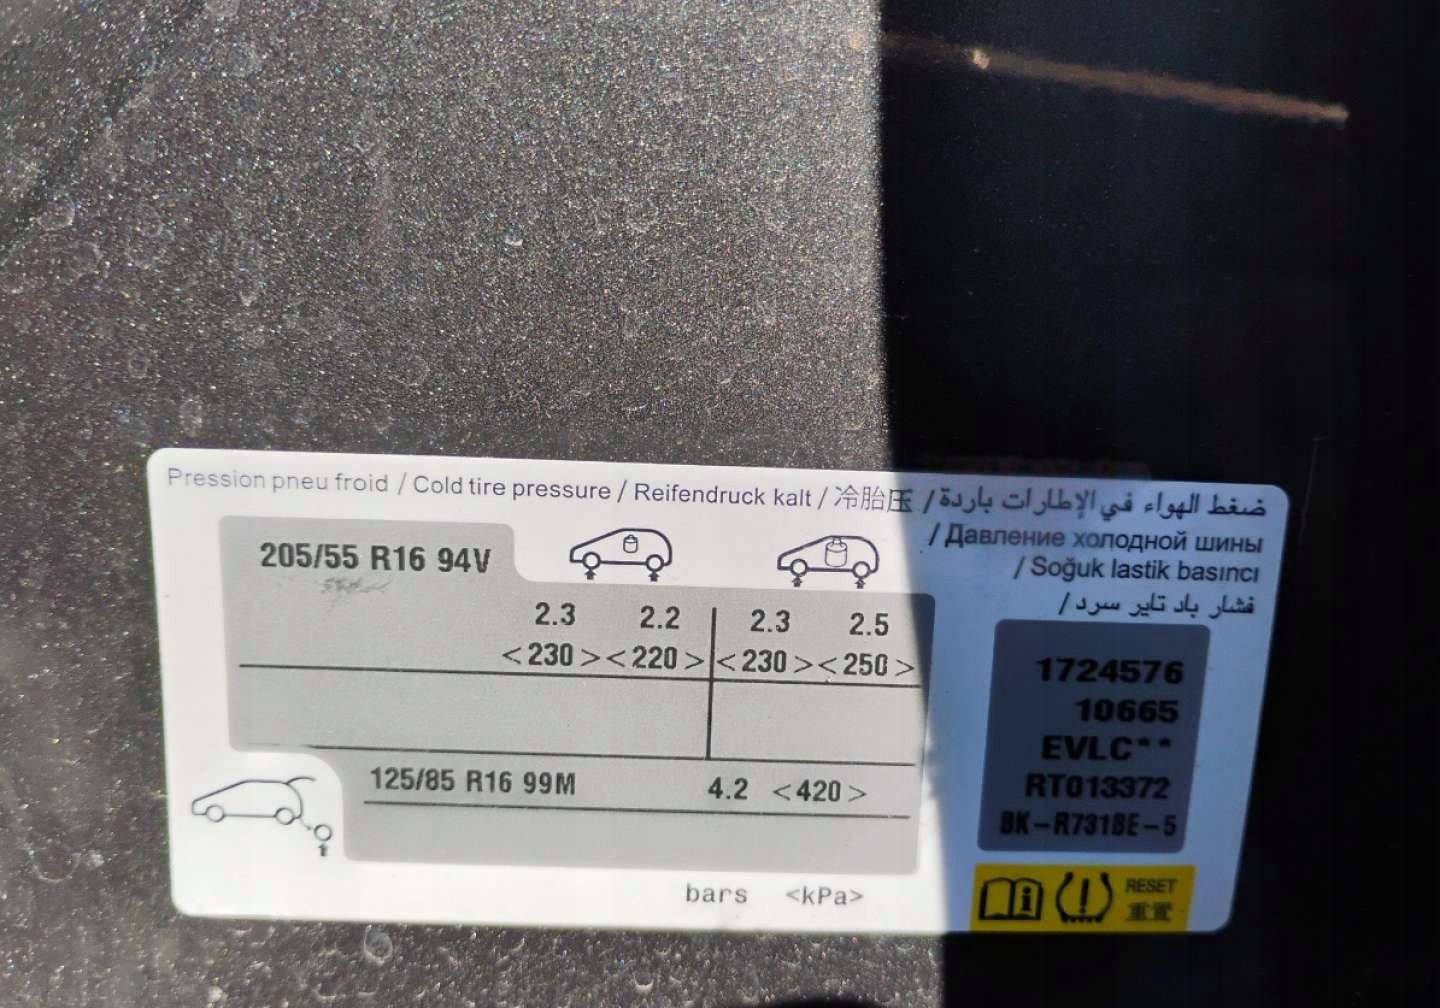 Pression pneu froid / Cold tire pressure / Reifendruck kalt / 冷胎压 / ضغط الهواء في الإطارات باردة
/ Давление холодной шины
/ Soğuk lastik basıncı
/ فشار باد تایر سرد
205/55 R16 94V
2.3 2.2 2.3 2.5
<230> <220> <230> <250>
125/85 R16 99M 4.2 <420>
bars <kPa>
1724576
10665
EVLC**
RT013372
BK-R731BE-5
RESET
重置